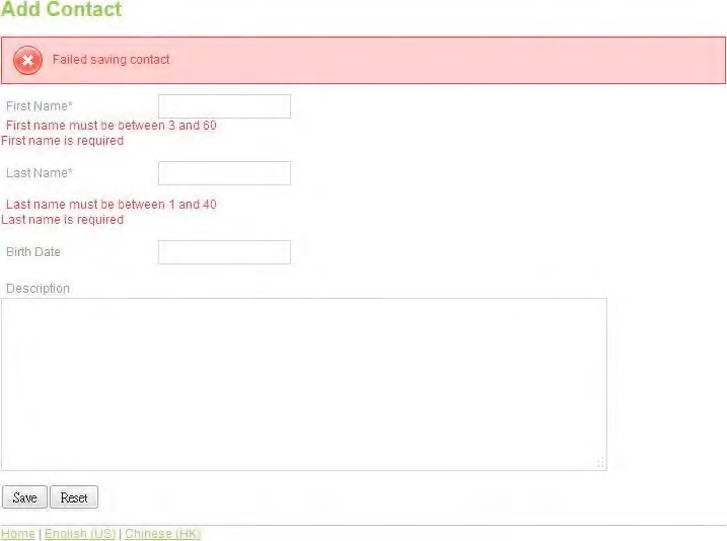 Add Contact
Failed saving contact
First Name*
First name must be between 3 and 60
First name is required
Last Name*
Last name must be between 1 and 40
Last name is required
Birth Date
Description
Save Reset
Home | English (US) | Chinese (HK)